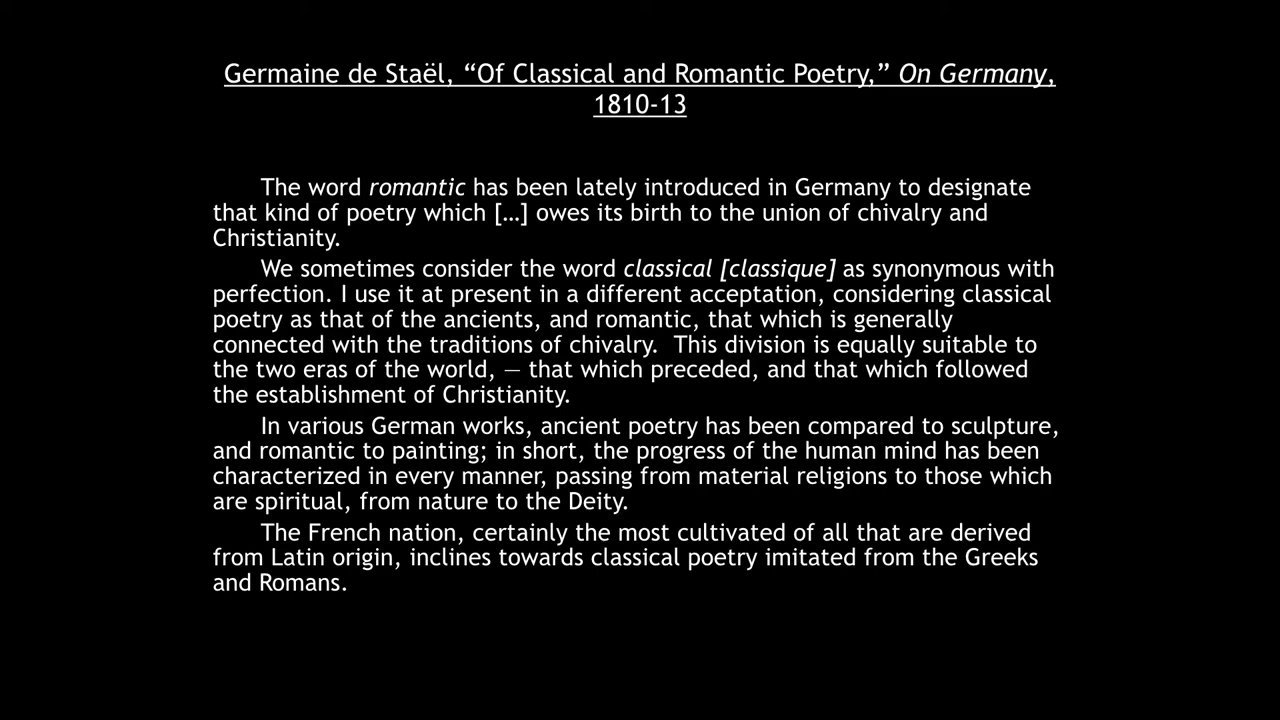 Germaine de Staël, “Of Classical and Romantic Poetry,” On Germany,
1810-13
The word romantic has been lately introduced in Germany to designate
that kind of poetry which […] owes its birth to the union of chivalry and
Christianity.
We sometimes consider the word classical [classique] as synonymous with
perfection. I use it at present in a different acceptation, considering classical
poetry as that of the ancients, and romantic, that which is generally
connected with the traditions of chivalry.  This division is equally suitable to
the two eras of the world, — that which preceded, and that which followed
the establishment of Christianity.
In various German works, ancient poetry has been compared to sculpture,
and romantic to painting; in short, the progress of the human mind has been
characterized in every manner, passing from material religions to those which
are spiritual, from nature to the Deity.
The French nation, certainly the most cultivated of all that are derived
from Latin origin, inclines towards classical poetry imitated from the Greeks
and Romans.